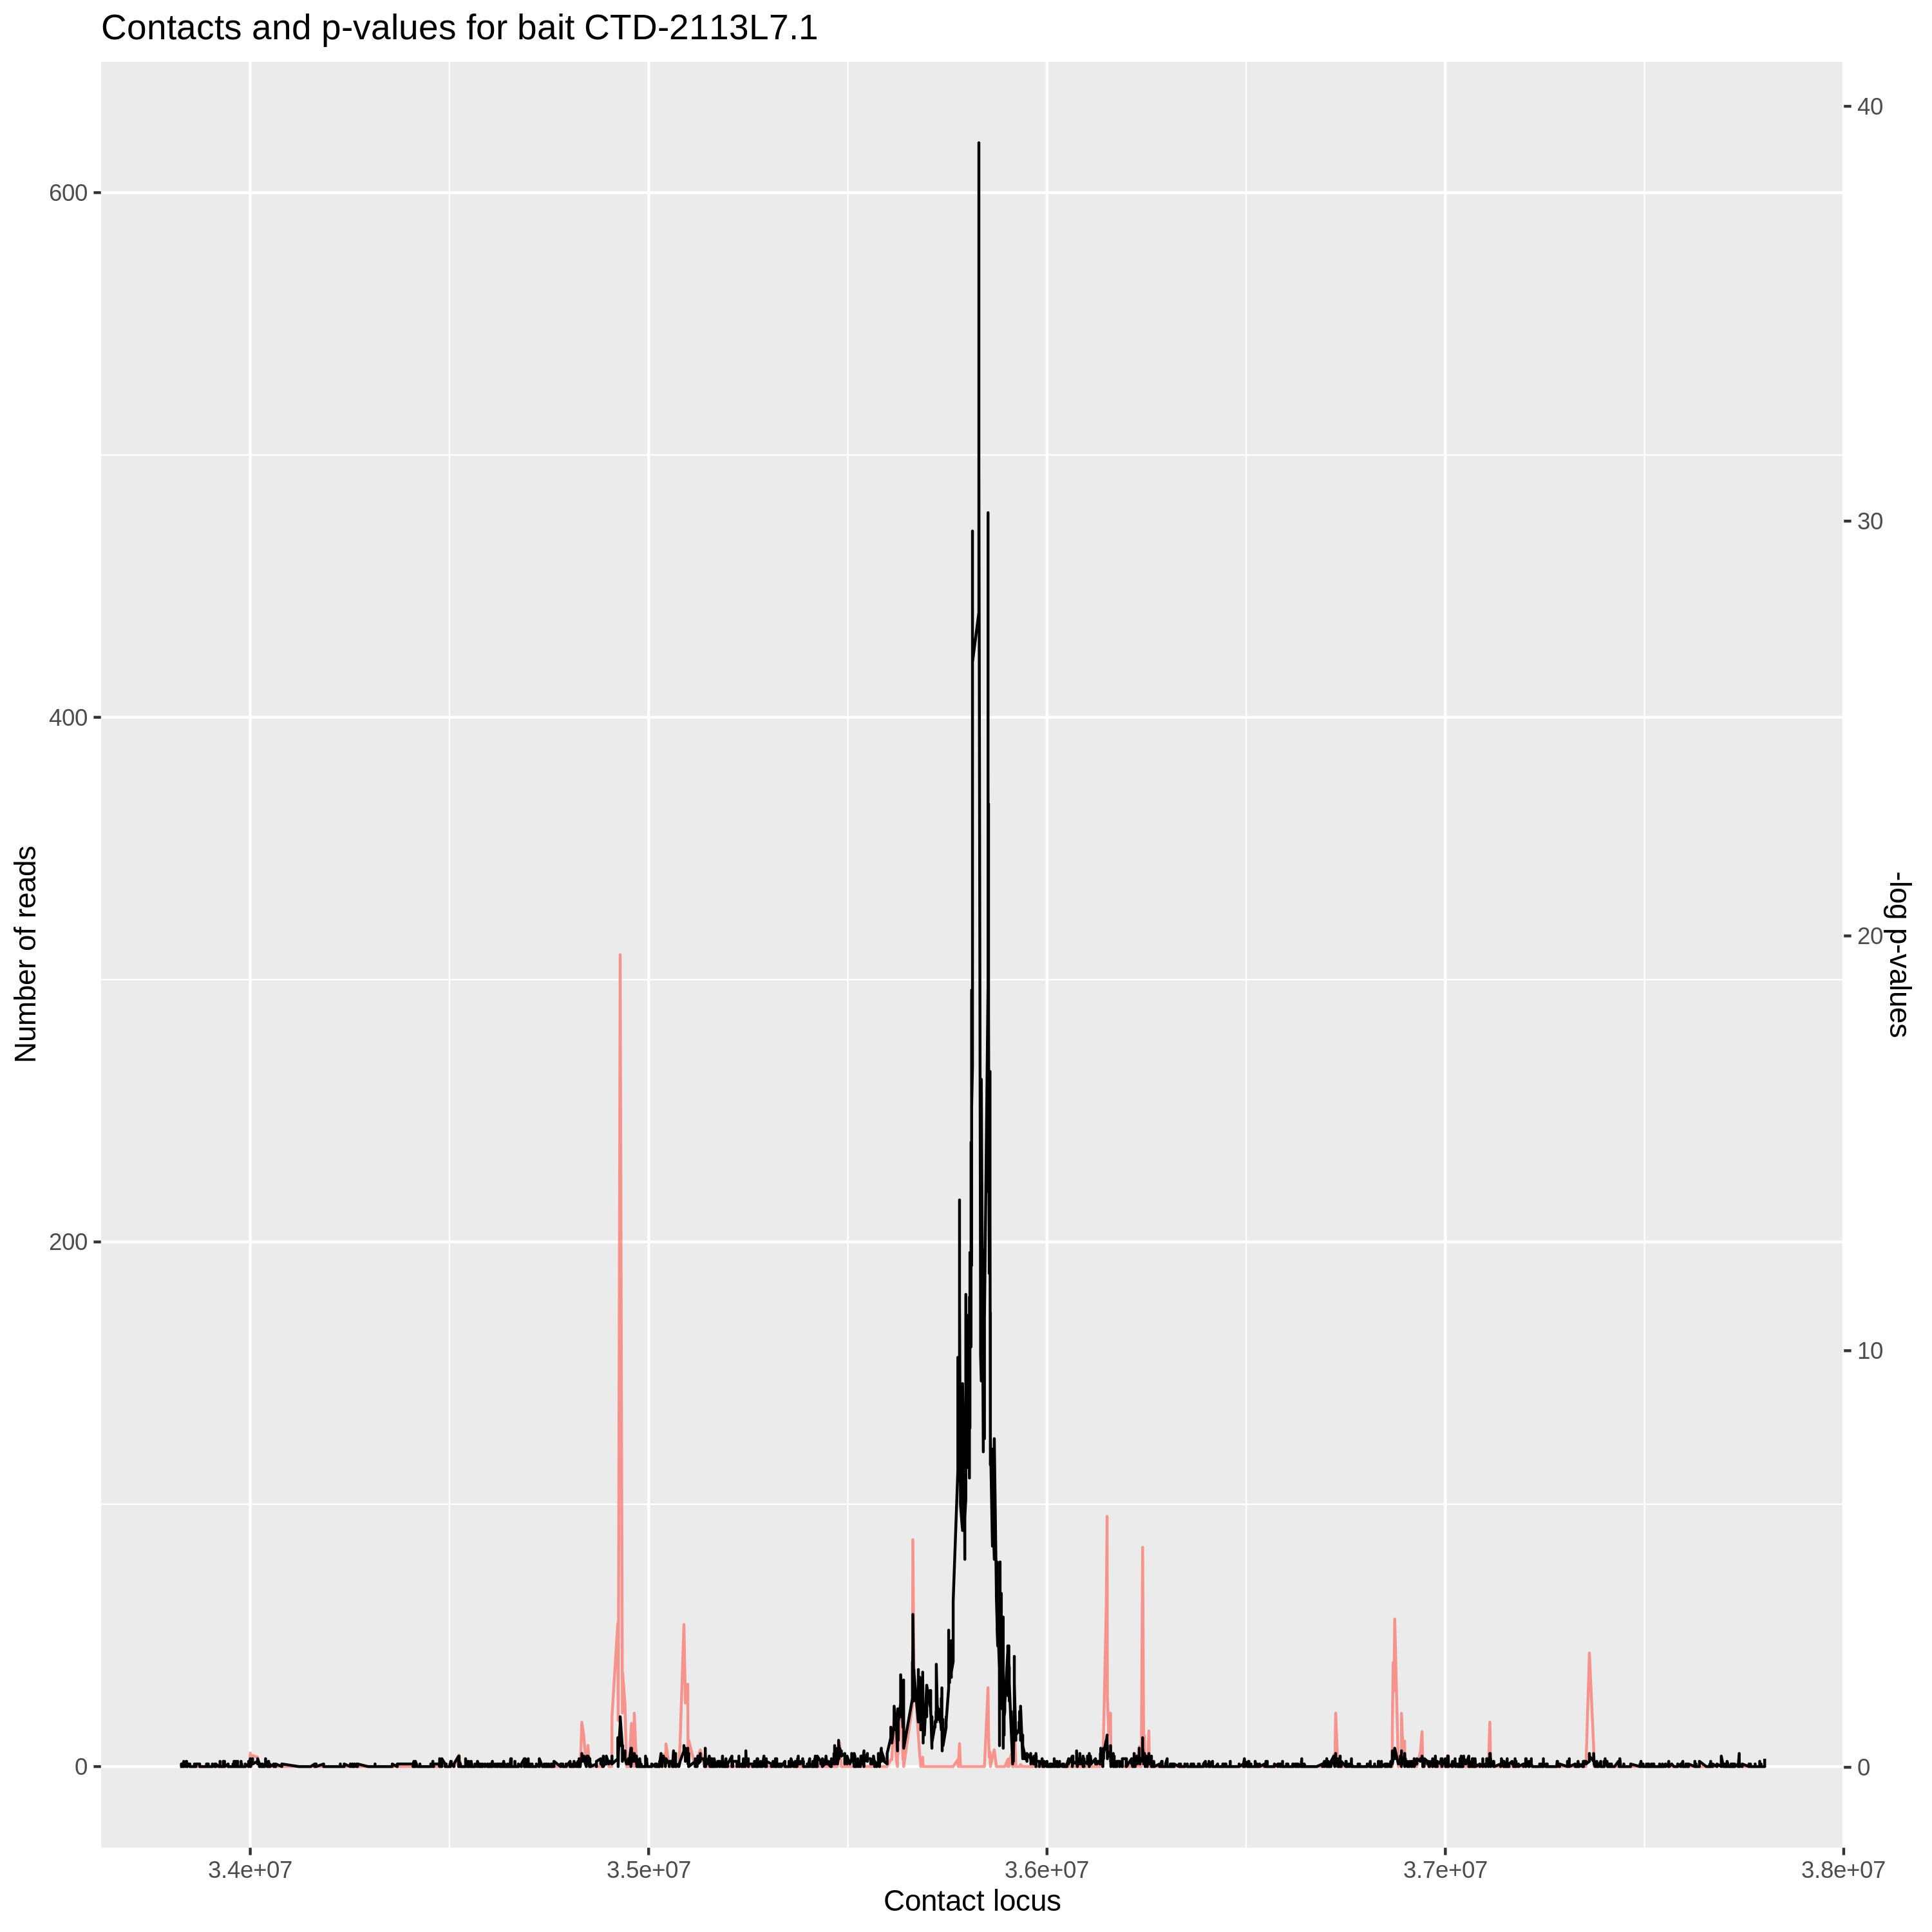 Contacts and p-values for bait CTD-2113L7.1
600
400
200
0
Number of reads
40
30
20
10
0
-log p-values
3.4e+07
3.5e+07
3.6e+07
3.7e+07
3.8e+07
Contact locus